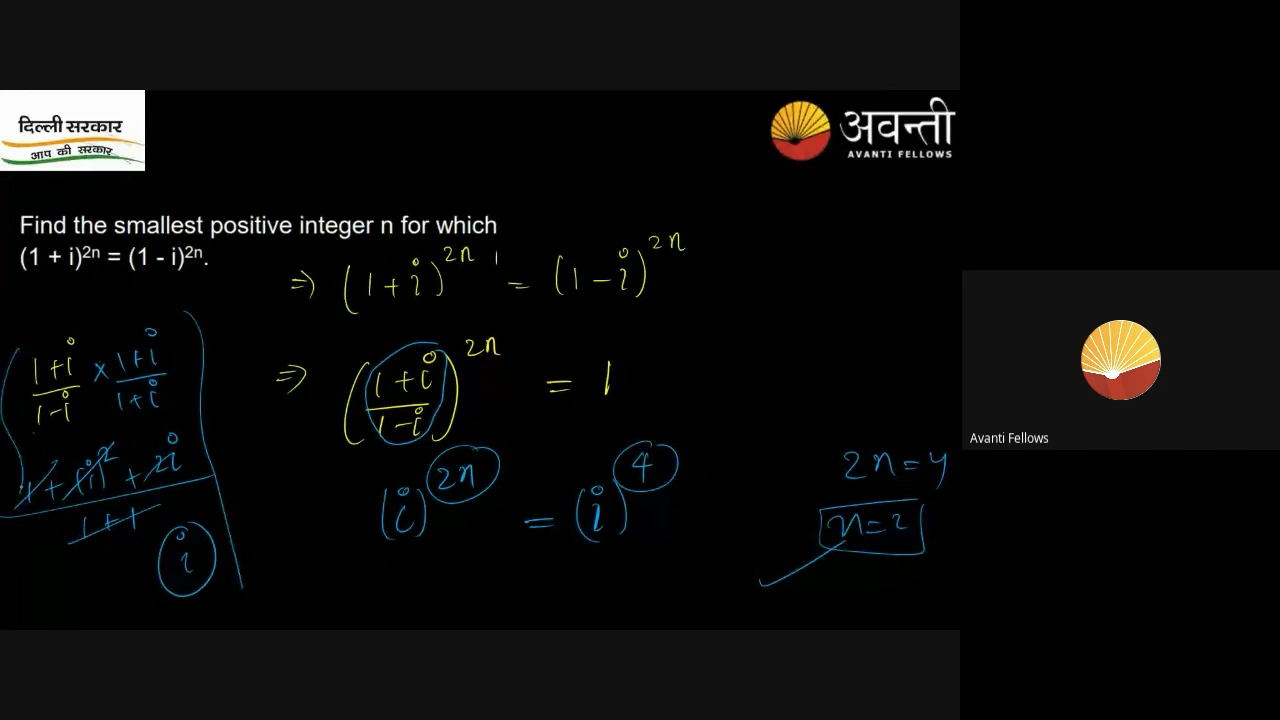 दिल्ली सरकार
आप की सरकार
अवन्ती
AVANTI FELLOWS
Find the smallest positive integer n for which
(1 + i)²ⁿ = (1 - i)²ⁿ.
⇒ (1+i)²ⁿ = (1-i)²ⁿ
⇒ ((1+i)/(1-i))²ⁿ = 1
(i)²ⁿ = (i)⁴
2n=4
n=2
(1+i)/(1-i) × (1+i)/(1+i)
(1+(i)²+2i)/(1+1)
i
Avanti Fellows